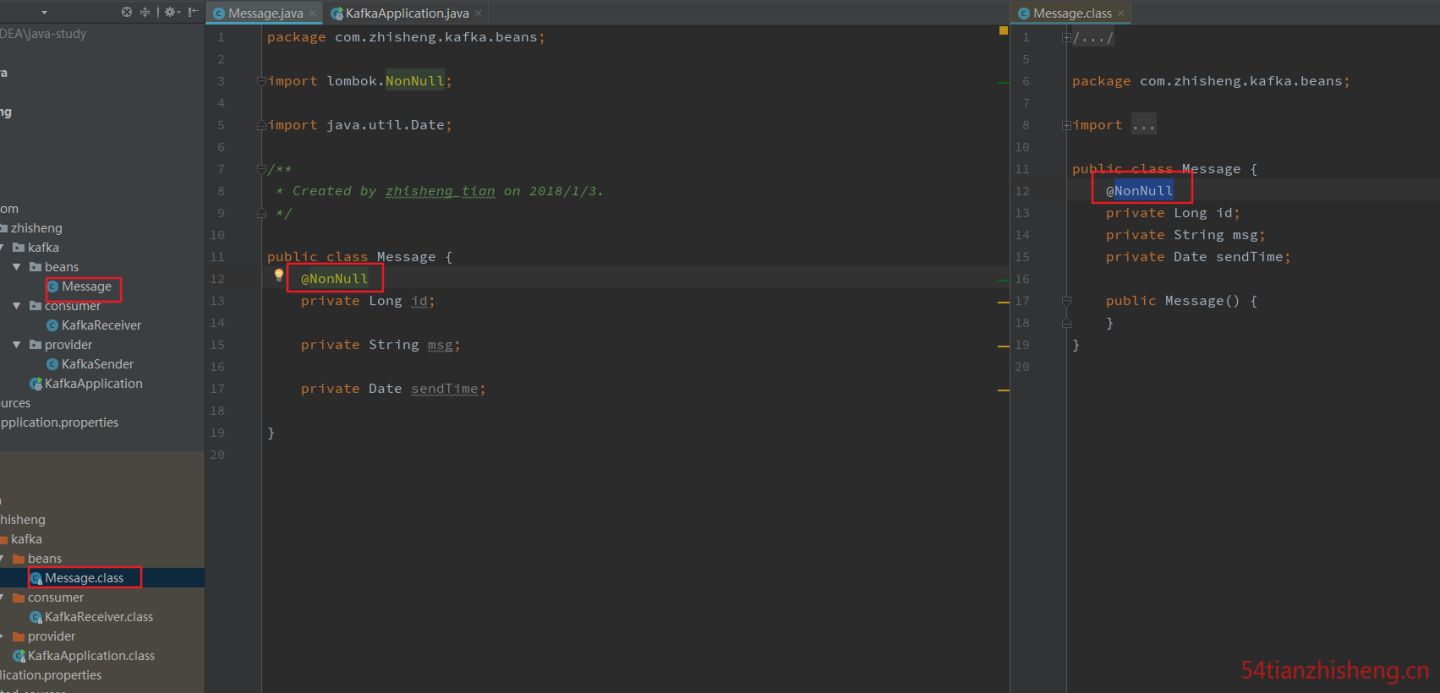 Message.java × KafkaApplication.java ×
DEA\java-study
va
ng
om
zhisheng
kafka
beans
Message
consumer
KafkaReceiver
provider
KafkaSender
KafkaApplication
urces
pplication.properties
hisheng
kafka
beans
Message.class
consumer
KafkaReceiver.class
provider
KafkaApplication.class
lication.properties
1 package com.zhisheng.kafka.beans;
2
3 import lombok.NonNull;
4
5 import java.util.Date;
6
7 /**
8 * Created by zhisheng_tian on 2018/1/3.
9 */
10
11 public class Message {
12 @NonNull
13 private Long id;
14
15 private String msg;
16
17 private Date sendTime;
18
19 }
20
Message.class ×
1 /.../
5
6 package com.zhisheng.kafka.beans;
7
8 import ...
10
11 public class Message {
12 @NonNull
13 private Long id;
14 private String msg;
15 private Date sendTime;
16
17 public Message() {
18 }
19 }
20
54tianzhisheng.cn